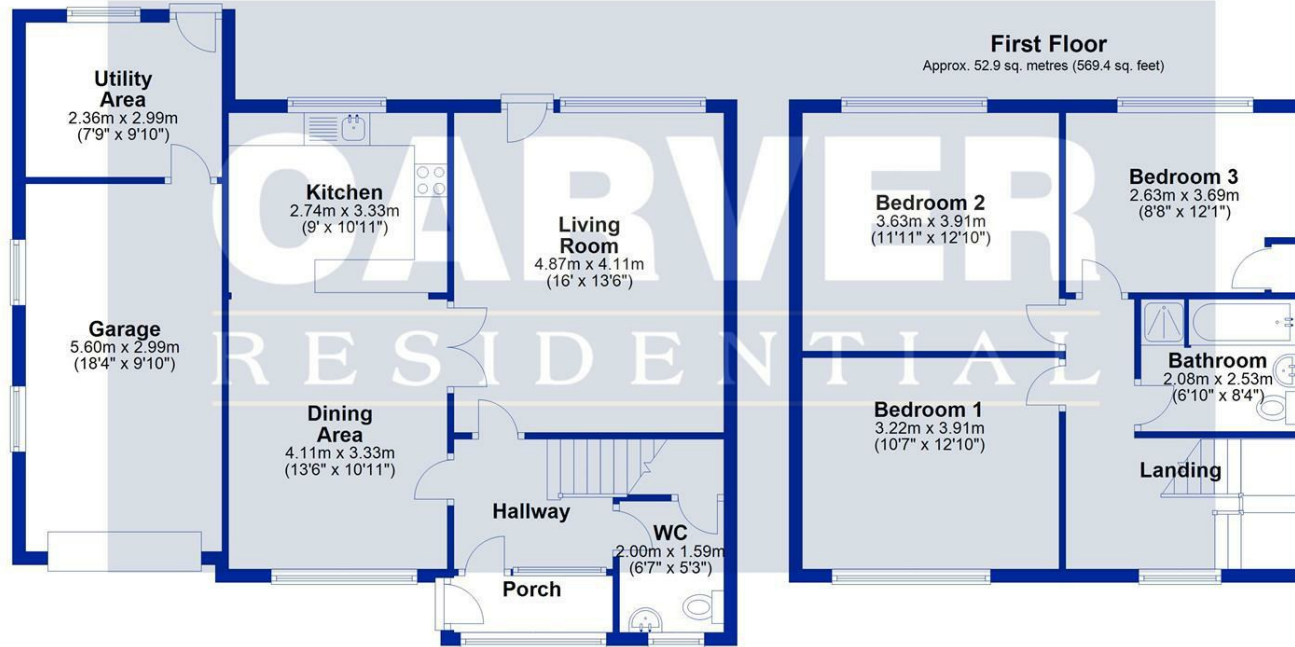 First Floor
Approx. 52.9 sq. metres (569.4 sq. feet)
Utility
Area
2.36m x 2.99m
(7'9" x 9'10")
Kitchen
2.74m x 3.33m
(9' x 10'11")
Living
Room
4.87m x 4.11m
(16' x 13'6")
Garage
5.60m x 2.99m
(18'4" x 9'10")
Dining
Area
4.11m x 3.33m
(13'6" x 10'11")
Hallway
WC
2.00m x 1.59m
(6'7" x 5'3")
Porch
Bedroom 2
3.63m x 3.91m
(11'11" x 12'10")
Bedroom 3
2.63m x 3.69m
(8'8" x 12'1")
Bedroom 1
3.22m x 3.91m
(10'7" x 12'10")
Bathroom
2.08m x 2.53m
(6'10" x 8'4")
Landing
CARVER
RESIDENTIAL